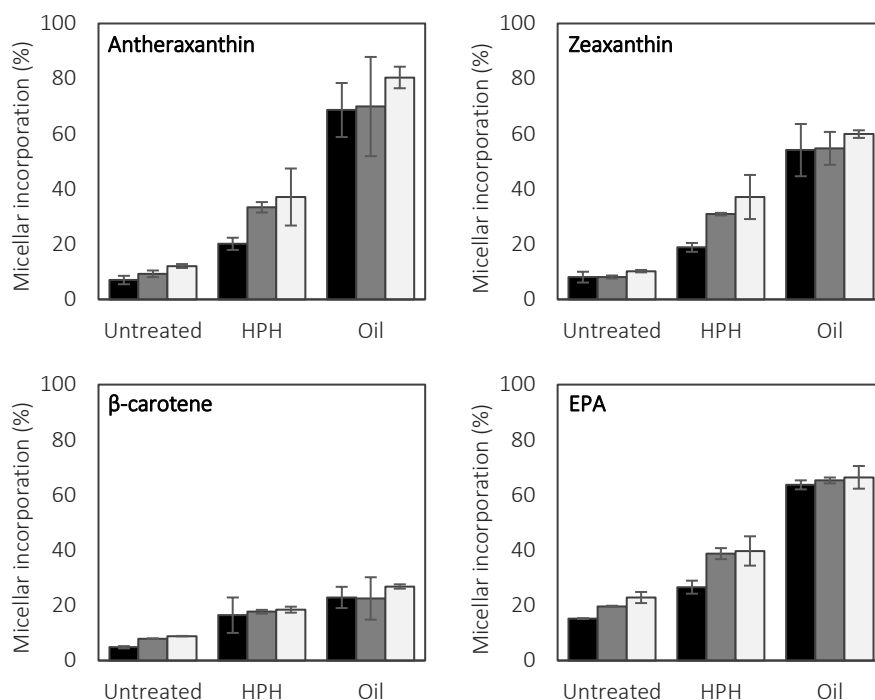 Antheraxanthin
Micellar incorporation (%)
100
80
60
40
20
0
Untreated HPH Oil
Zeaxanthin
Micellar incorporation (%)
100
80
60
40
20
0
Untreated HPH Oil
β-carotene
Micellar incorporation (%)
100
80
60
40
20
0
Untreated HPH Oil
EPA
Micellar incorporation (%)
100
80
60
40
20
0
Untreated HPH Oil